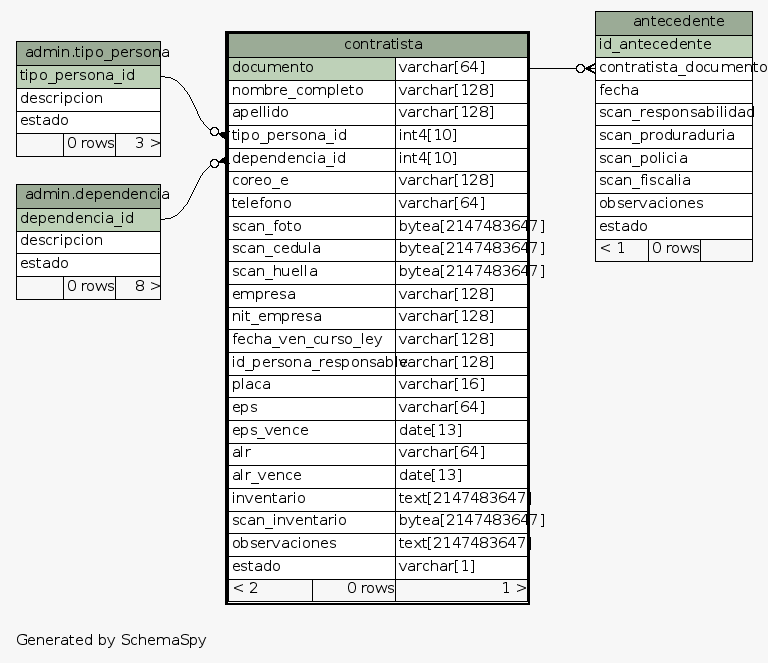 admin.tipo_persona
tipo_persona_id
descripcion
estado
0 rows 3 >
admin.dependencia
dependencia_id
descripcion
estado
0 rows 8 >
contratista
documento varchar[64]
nombre_completo varchar[128]
apellido varchar[128]
tipo_persona_id int4[10]
dependencia_id int4[10]
coreo_e varchar[128]
telefono varchar[64]
scan_foto bytea[2147483647]
scan_cedula bytea[2147483647]
scan_huella bytea[2147483647]
empresa varchar[128]
nit_empresa varchar[128]
fecha_ven_curso_ley varchar[128]
id_persona_responsable varchar[128]
placa varchar[16]
eps varchar[64]
eps_vence date[13]
alr varchar[64]
alr_vence date[13]
inventario text[2147483647]
scan_inventario bytea[2147483647]
observaciones text[2147483647]
estado varchar[1]
< 2 0 rows 1 >
antecedente
id_antecedente
contratista_documento
fecha
scan_responsabilidad
scan_produraduria
scan_policia
scan_fiscalia
observaciones
estado
< 1 0 rows
Generated by SchemaSpy